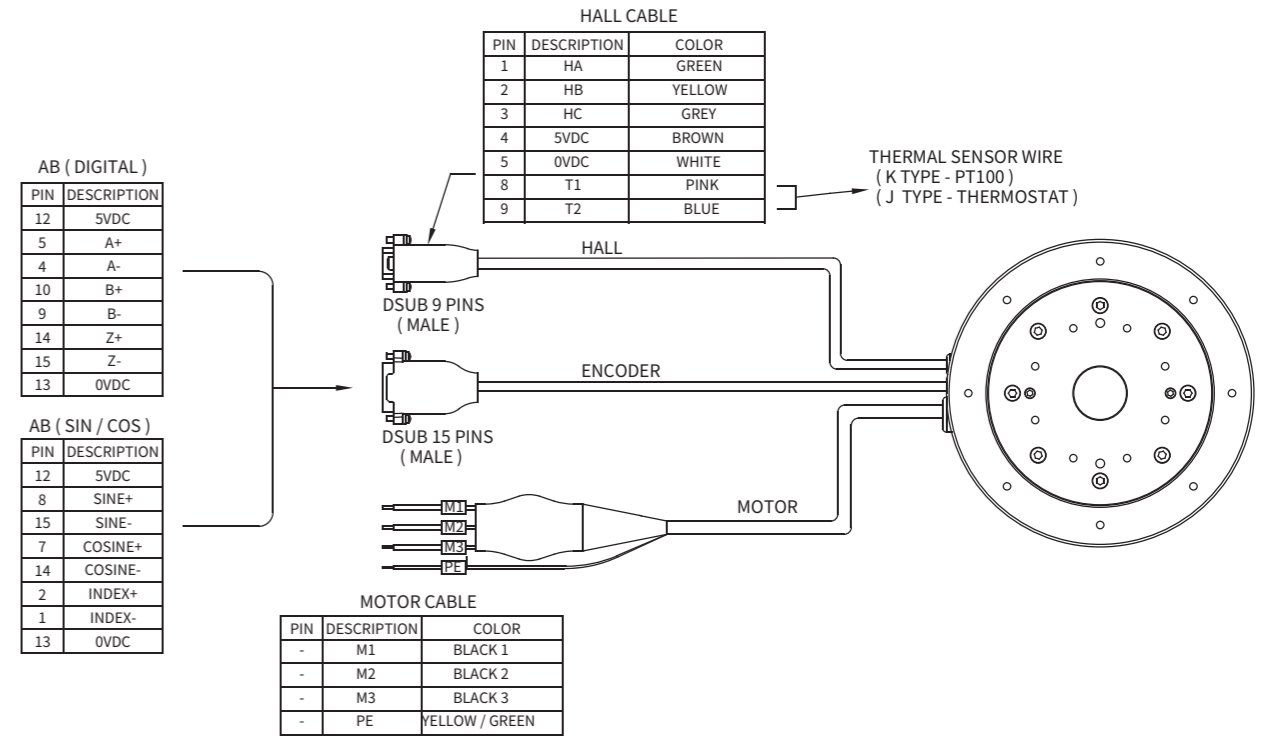 HALL CABLE
PIN DESCRIPTION COLOR
1 HA GREEN
2 HB YELLOW
3 HC GREY
4 5VDC BROWN
5 0VDC WHITE
8 T1 PINK
9 T2 BLUE
THERMAL SENSOR WIRE
( K TYPE - PT100 )
( J TYPE - THERMOSTAT )
AB ( DIGITAL )
PIN DESCRIPTION
12 5VDC
5 A+
4 A-
10 B+
9 B-
14 Z+
15 Z-
13 0VDC
AB ( SIN / COS )
PIN DESCRIPTION
12 5VDC
8 SINE+
15 SINE-
7 COSINE+
14 COSINE-
2 INDEX+
1 INDEX-
13 0VDC
HALL
DSUB 9 PINS
( MALE )
ENCODER
DSUB 15 PINS
( MALE )
MOTOR
M1
M2
M3
PE
MOTOR CABLE
PIN DESCRIPTION COLOR
- M1 BLACK 1
- M2 BLACK 2
- M3 BLACK 3
- PE YELLOW / GREEN